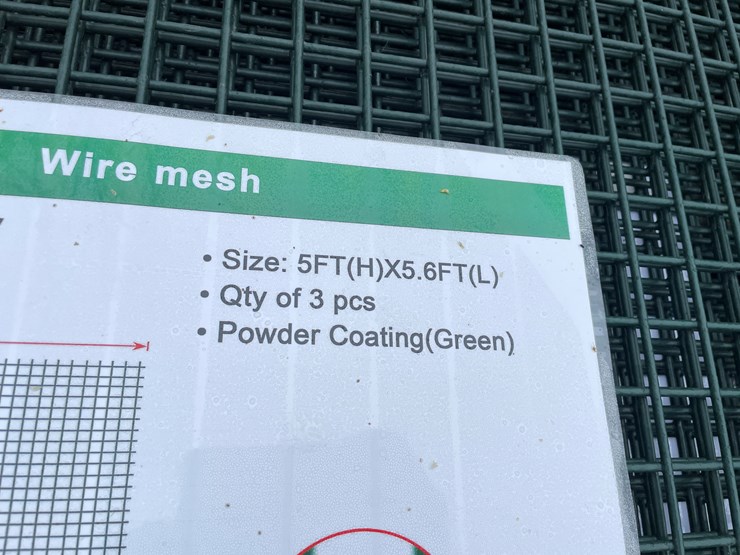 Wire mesh
• Size: 5FT(H)X5.6FT(L)
• Qty of 3 pcs
• Powder Coating(Green)